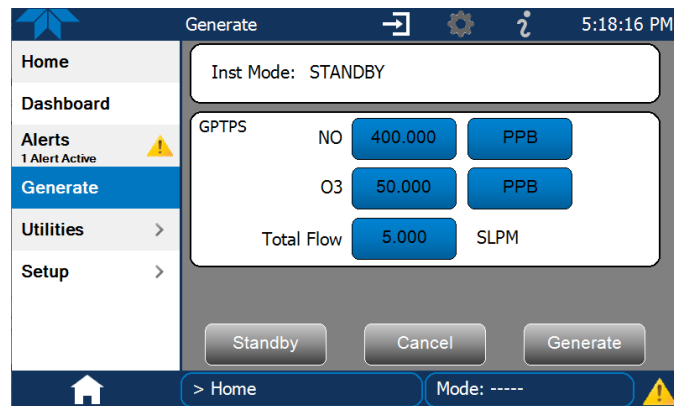 Generate 5:18:16 PM
Home
Dashboard
Alerts
1 Alert Active
Generate
Utilities
Setup
Inst Mode: STANDBY
GPTPS
NO 400.000 PPB
O3 50.000 PPB
Total Flow 5.000 SLPM
Standby Cancel Generate
> Home Mode: -----